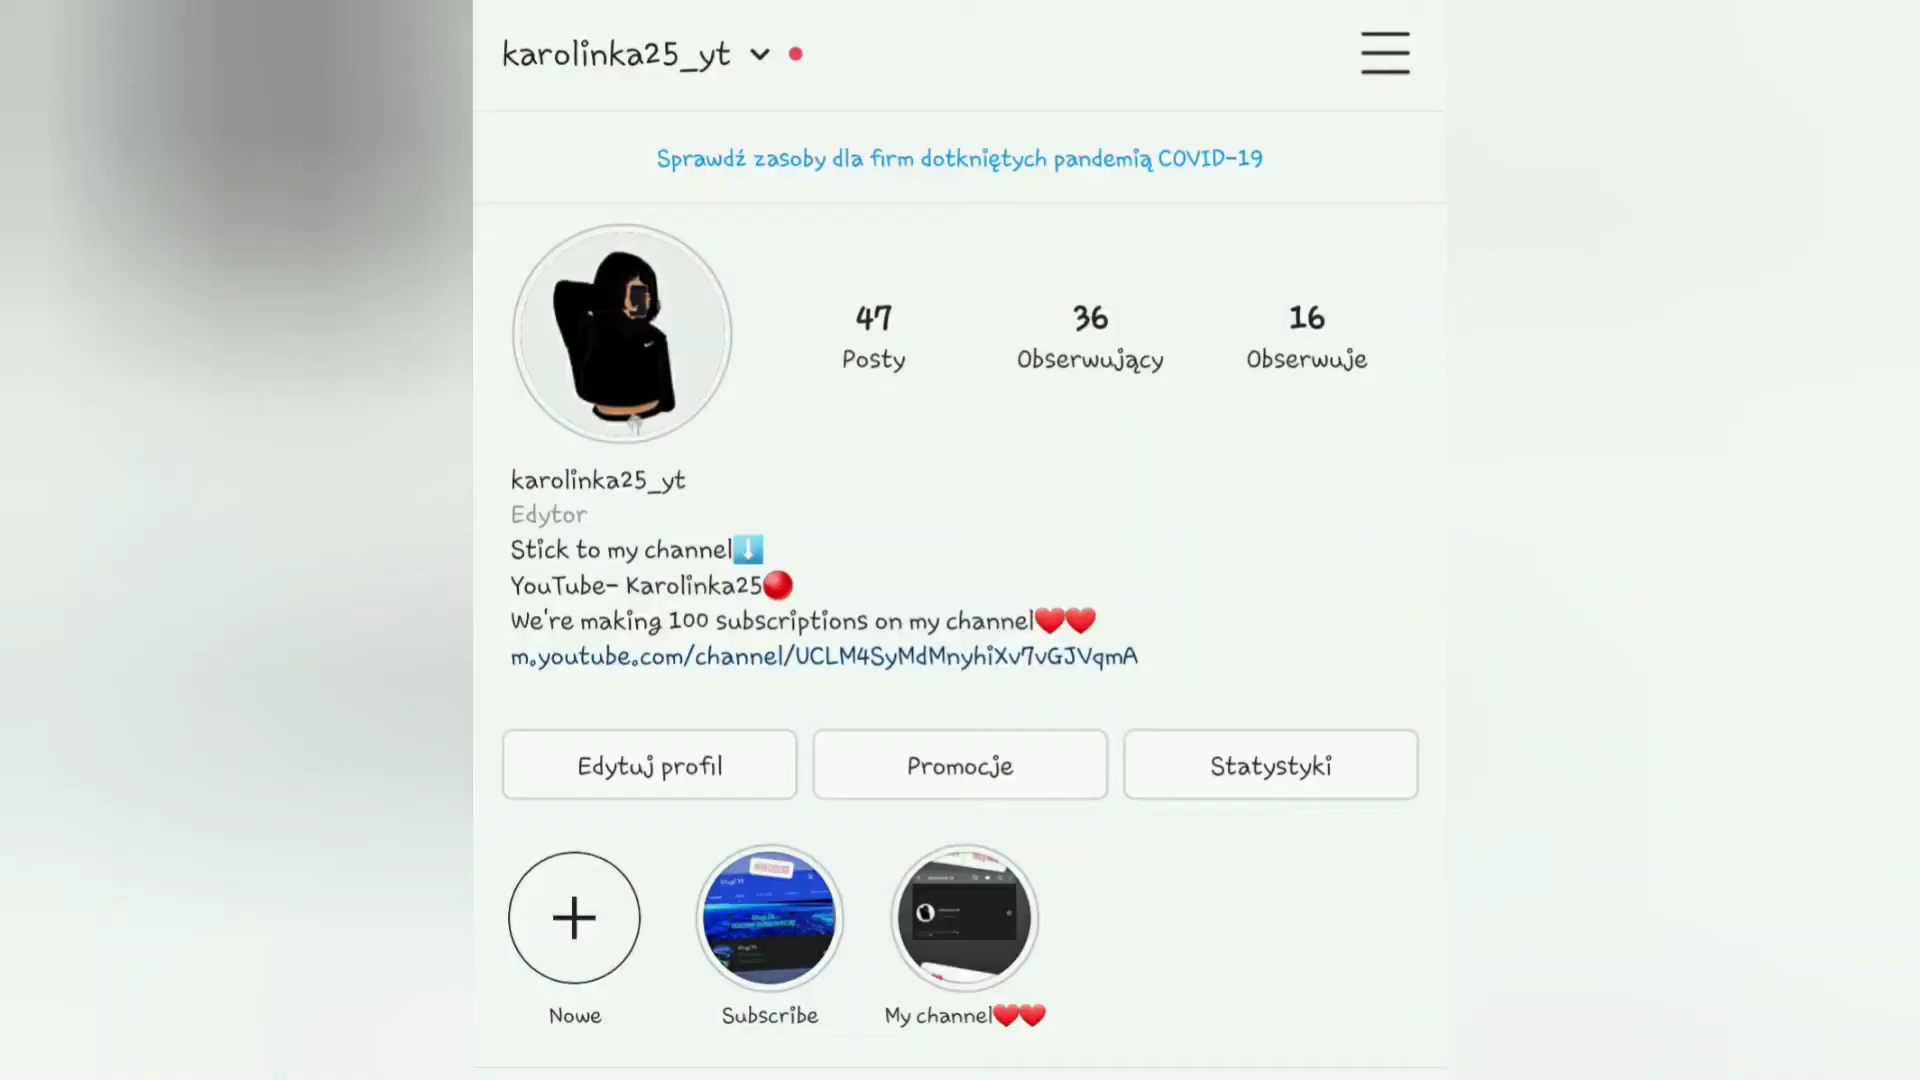 karolinka25_yt
Sprawdź zasoby dla firm dotkniętych pandemią COVID-19
47 36 16
Posty Obserwujący Obserwuje
karolinka25_yt
Edytor
Stick to my channel⬇️
YouTube- Karolinka25🔴
We're making 100 subscriptions on my channel❤️❤️
m.youtube.com/channel/UCLM4SyMdMnyhiXv7vGJVqmA
Edytuj profil Promocje Statystyki
Nowe Subscribe My channel❤️❤️